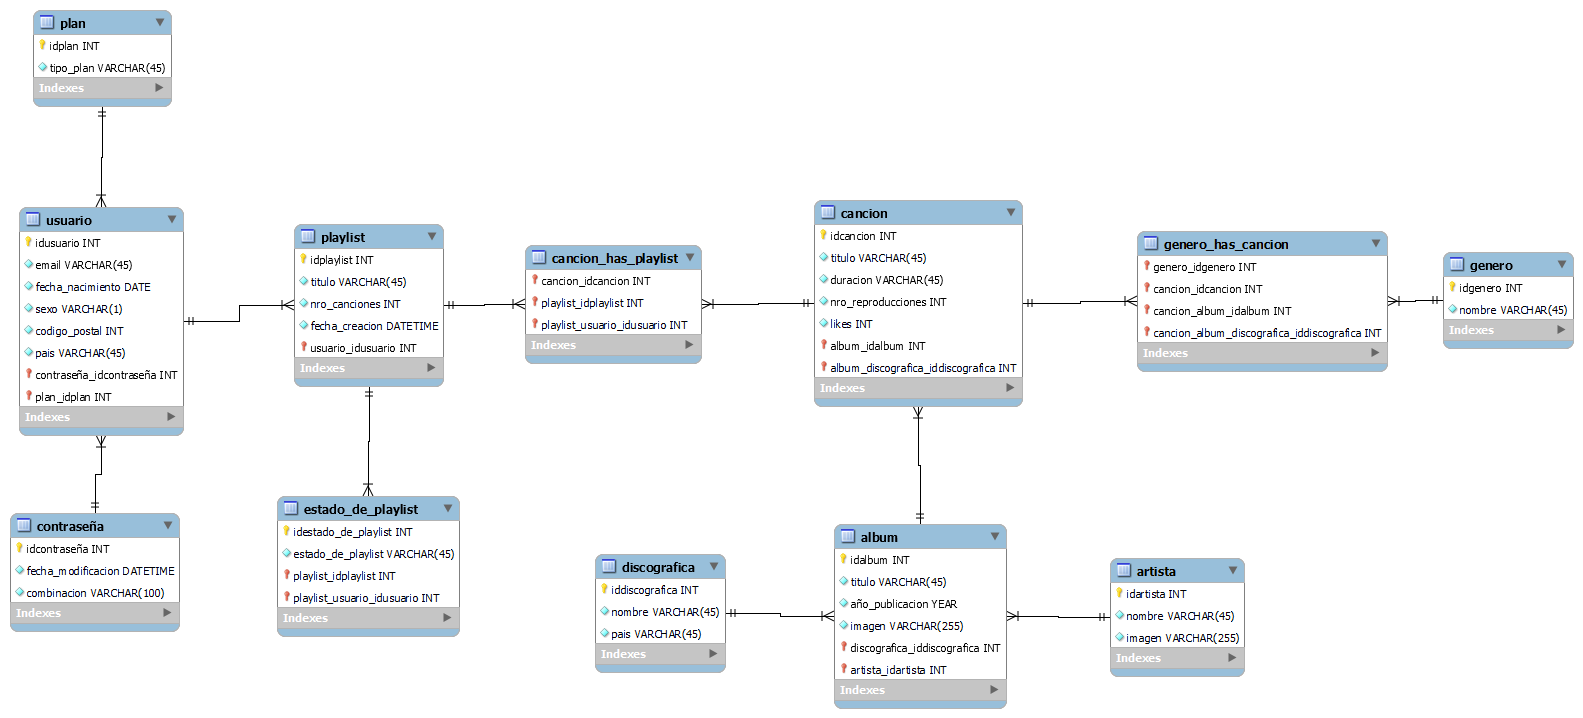 plan
idplan INT
tipo_plan VARCHAR(45)
Indexes
usuario
idusuario INT
email VARCHAR(45)
fecha_nacimiento DATE
sexo VARCHAR(1)
codigo_postal INT
pais VARCHAR(45)
contraseña_idcontraseña INT
plan_idplan INT
Indexes
contraseña
idcontraseña INT
fecha_modificacion DATETIME
combinacion VARCHAR(100)
Indexes
playlist
idplaylist INT
titulo VARCHAR(45)
nro_canciones INT
fecha_creacion DATETIME
usuario_idusuario INT
Indexes
estado_de_playlist
idestado_de_playlist INT
estado_de_playlist VARCHAR(45)
playlist_idplaylist INT
playlist_usuario_idusuario INT
Indexes
cancion_has_playlist
cancion_idcancion INT
playlist_idplaylist INT
playlist_usuario_idusuario INT
Indexes
cancion
idcancion INT
titulo VARCHAR(45)
duracion VARCHAR(45)
nro_reproducciones INT
likes INT
album_idalbum INT
album_discografica_iddiscografica INT
Indexes
genero_has_cancion
genero_idgenero INT
cancion_idcancion INT
cancion_album_idalbum INT
cancion_album_discografica_iddiscografica INT
Indexes
genero
idgenero INT
nombre VARCHAR(45)
Indexes
discografica
iddiscografica INT
nombre VARCHAR(45)
pais VARCHAR(45)
Indexes
album
idalbum INT
titulo VARCHAR(45)
año_publicacion YEAR
imagen VARCHAR(255)
discografica_iddiscografica INT
artista_idartista INT
Indexes
artista
idartista INT
nombre VARCHAR(45)
imagen VARCHAR(255)
Indexes